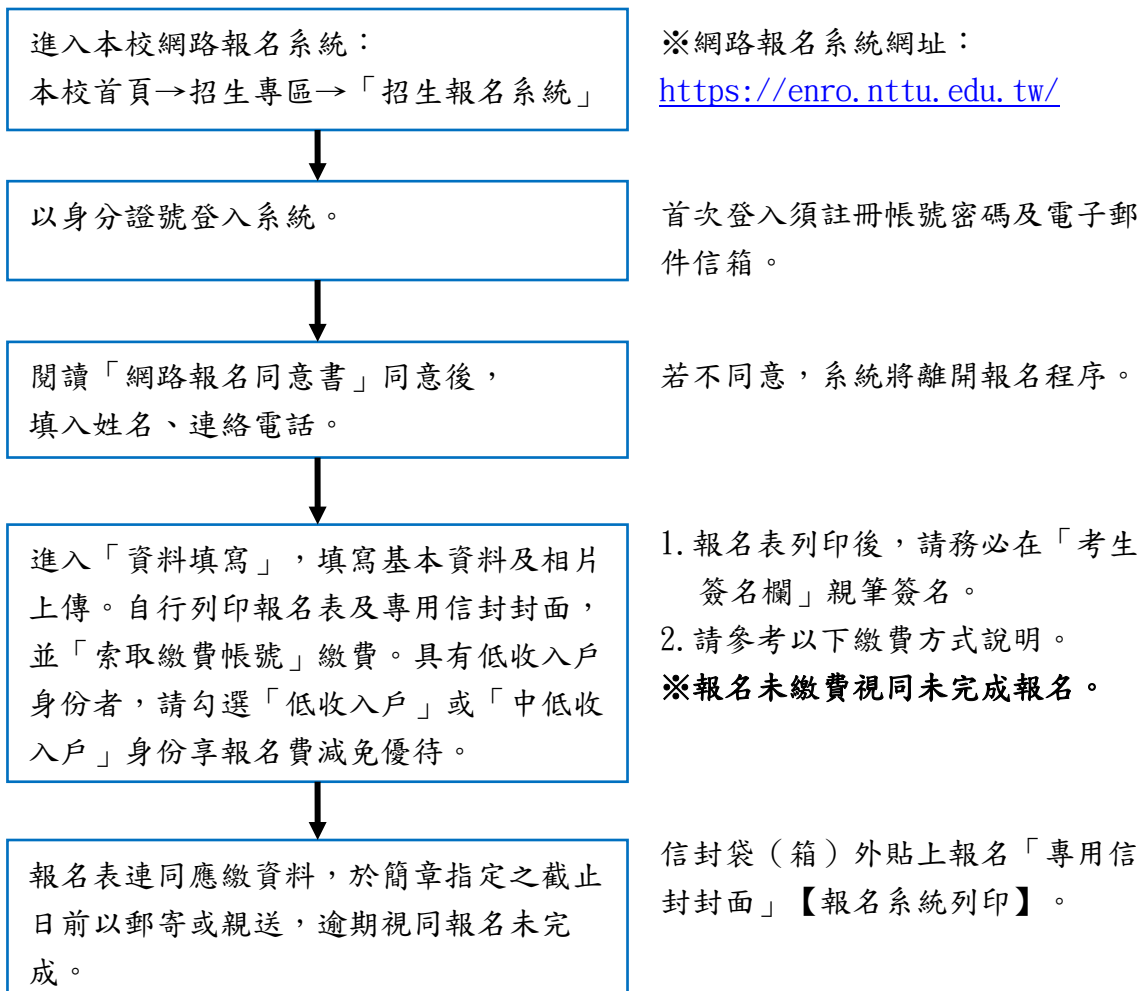 進入本校網路報名系統：
本校首頁→招生專區→「招生報名系統」
※網路報名系統網址：
https://enro.nttu.edu.tw/
以身分證號登入系統。
首次登入須註冊帳號密碼及電子郵
件信箱。
閱讀「網路報名同意書」同意後，
填入姓名、連絡電話。
若不同意，系統將離開報名程序。
進入「資料填寫」，填寫基本資料及相片
上傳。自行列印報名表及專用信封封面，
並「索取繳費帳號」繳費。具有低收入戶
身份者，請勾選「低收入戶」或「中低收
入戶」身份享報名費減免優待。
1.報名表列印後，請務必在「考生
簽名欄」親筆簽名。
2.請參考以下繳費方式說明。
※報名未繳費視同未完成報名。
報名表連同應繳資料，於簡章指定之截止
日前以郵寄或親送，逾期視同報名未完
成。
信封袋（箱）外貼上報名「專用信
封封面」【報名系統列印】。